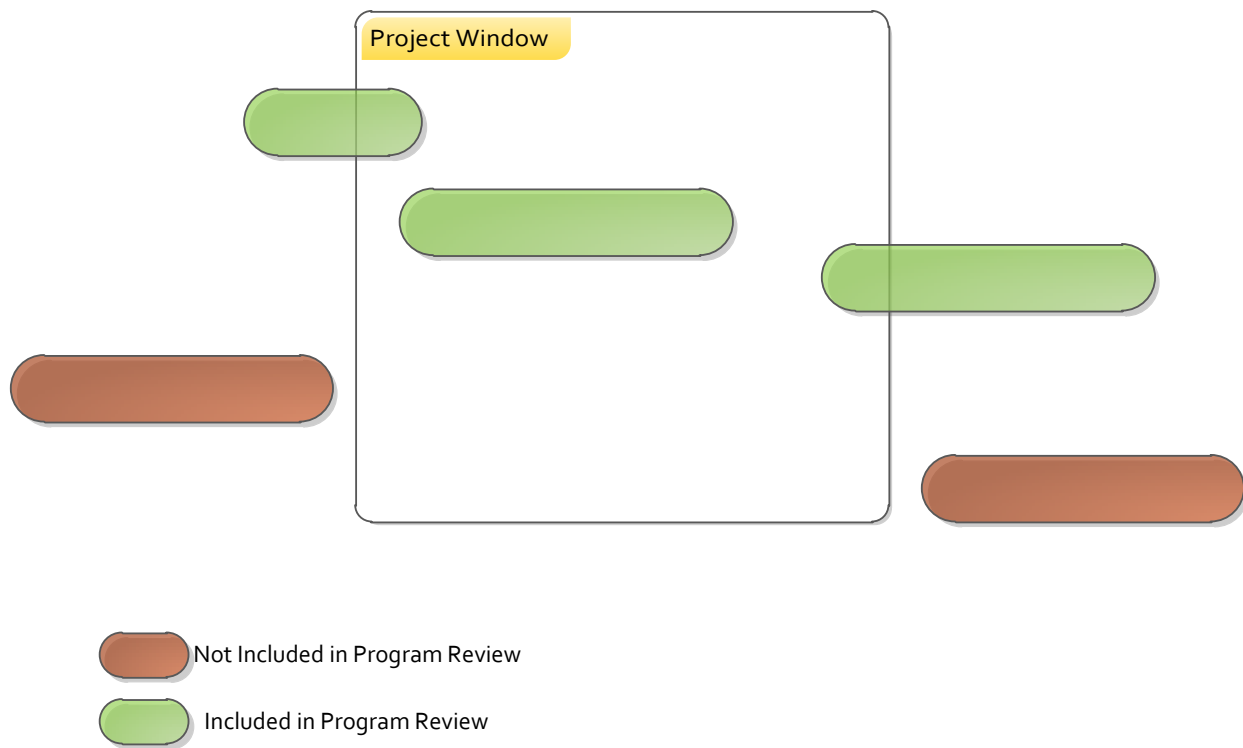 Project Window
Not Included in Program Review
Included in Program Review